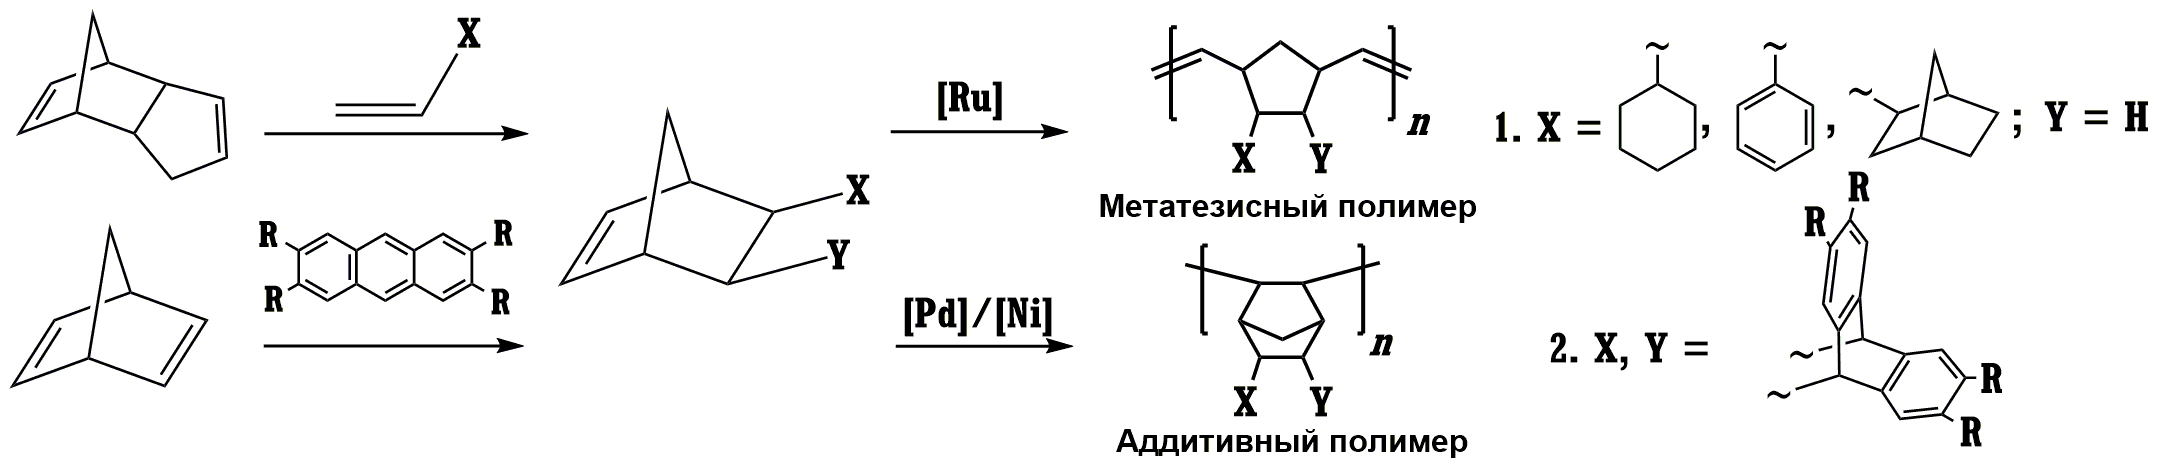 X
R R
R R
X
Y
[Ru]
[Pd]/[Ni]
n
X Y
Метатезисный полимер
n
X Y
Аддитивный полимер
1. X = ~ , ~ , ~ ; Y = H
2. X, Y =
R
R
~
~
R
R